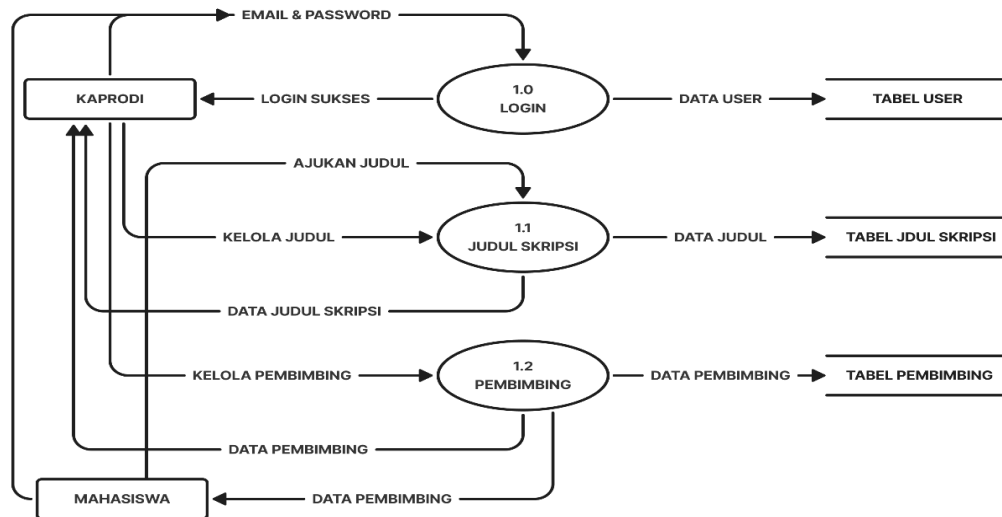 EMAIL & PASSWORD
KAPRODI
LOGIN SUKSES
1.0
LOGIN
DATA USER
TABEL USER
AJUKAN JUDUL
KELOLA JUDUL
1.1
JUDUL SKRIPSI
DATA JUDUL
TABEL JDUL SKRIPSI
DATA JUDUL SKRIPSI
KELOLA PEMBIMBING
1.2
PEMBIMBING
DATA PEMBIMBING
TABEL PEMBIMBING
DATA PEMBIMBING
MAHASISWA
DATA PEMBIMBING